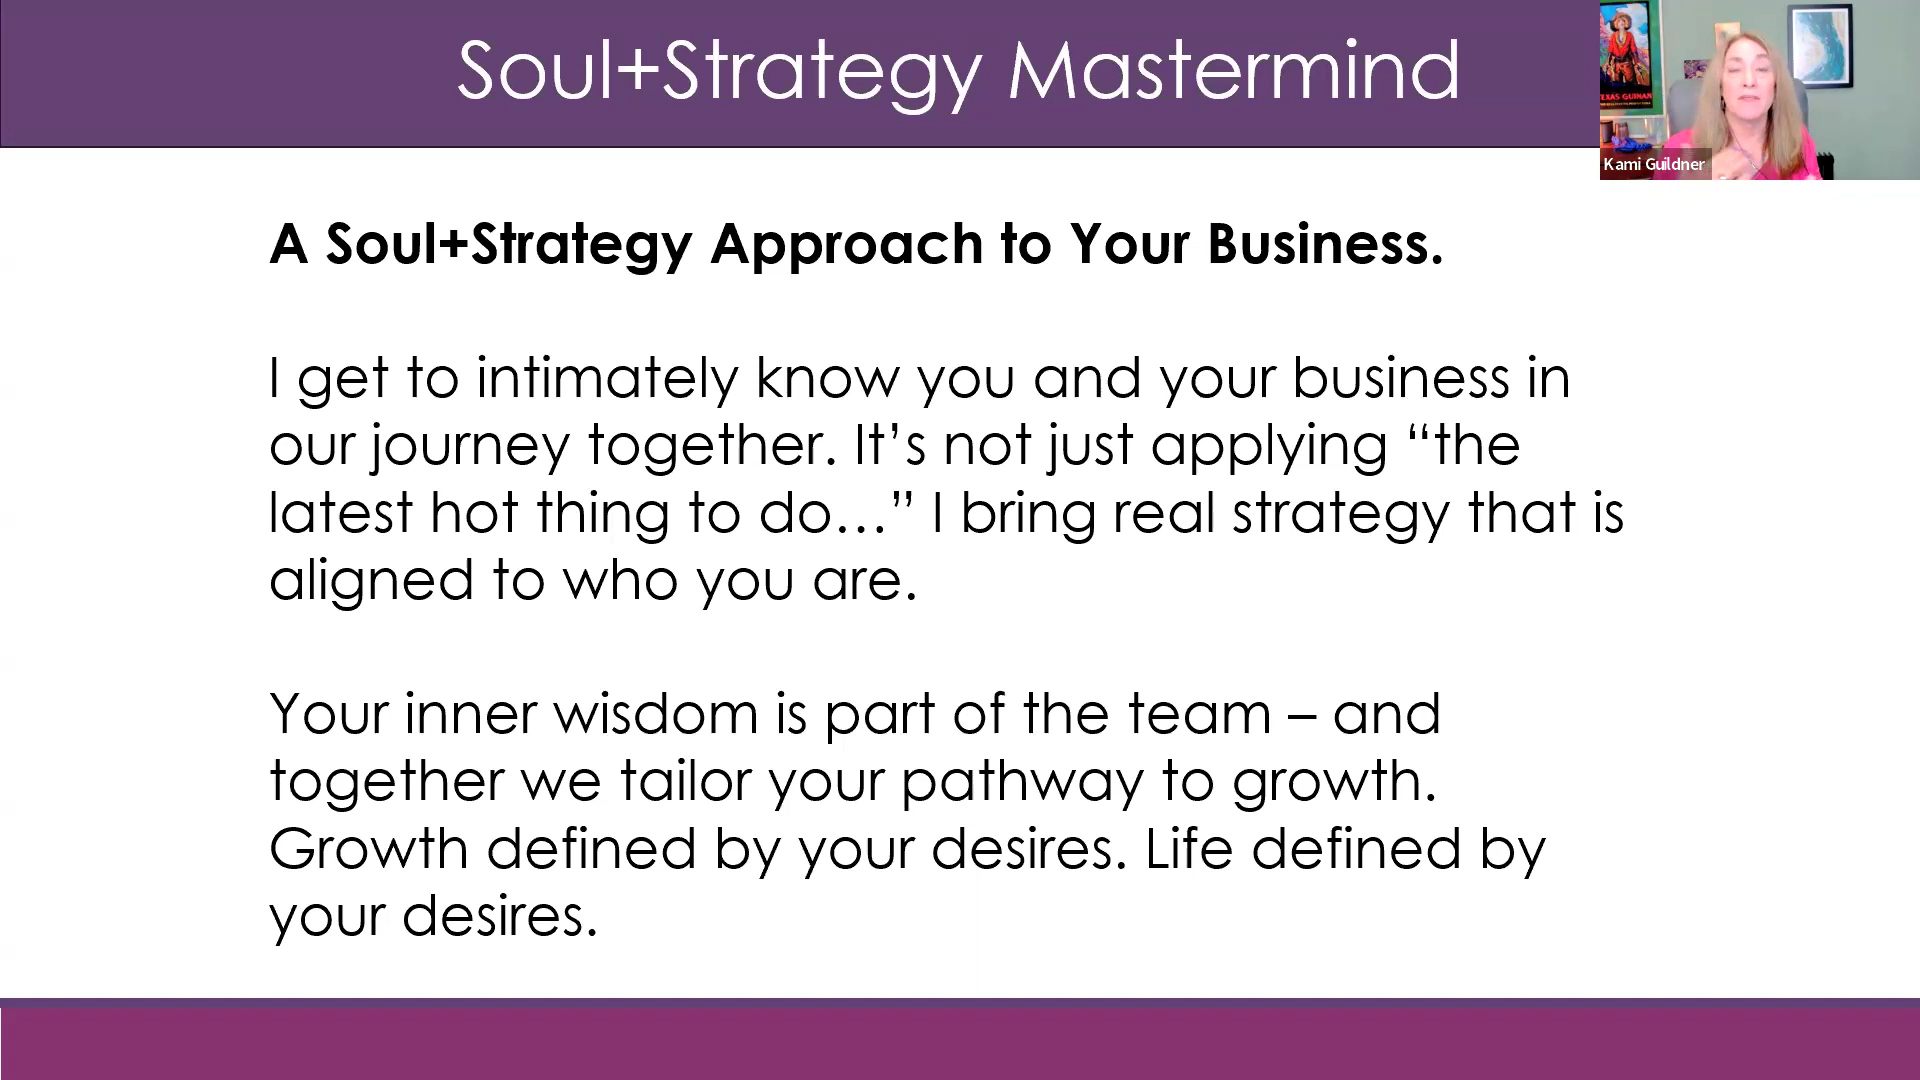 Soul+Strategy Mastermind
TEXAS GUINAN
Kami Guildner
A Soul+Strategy Approach to Your Business.
I get to intimately know you and your business in
our journey together. It’s not just applying “the
latest hot thing to do…” I bring real strategy that is
aligned to who you are.
Your inner wisdom is part of the team – and
together we tailor your pathway to growth.
Growth defined by your desires. Life defined by
your desires.